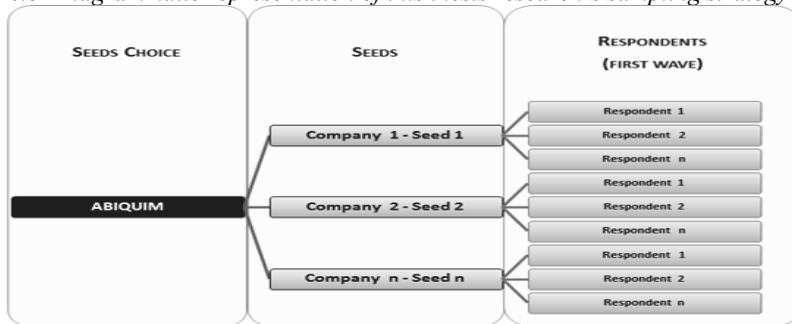 SEEDS CHOICE
SEEDS
RESPONDENTS
(FIRST WAVE)
ABIQUIM
Company 1 - Seed 1
Company 2 - Seed 2
Company n - Seed n
Respondent 1
Respondent 2
Respondent n
Respondent 1
Respondent 2
Respondent n
Respondent 1
Respondent 2
Respondent n